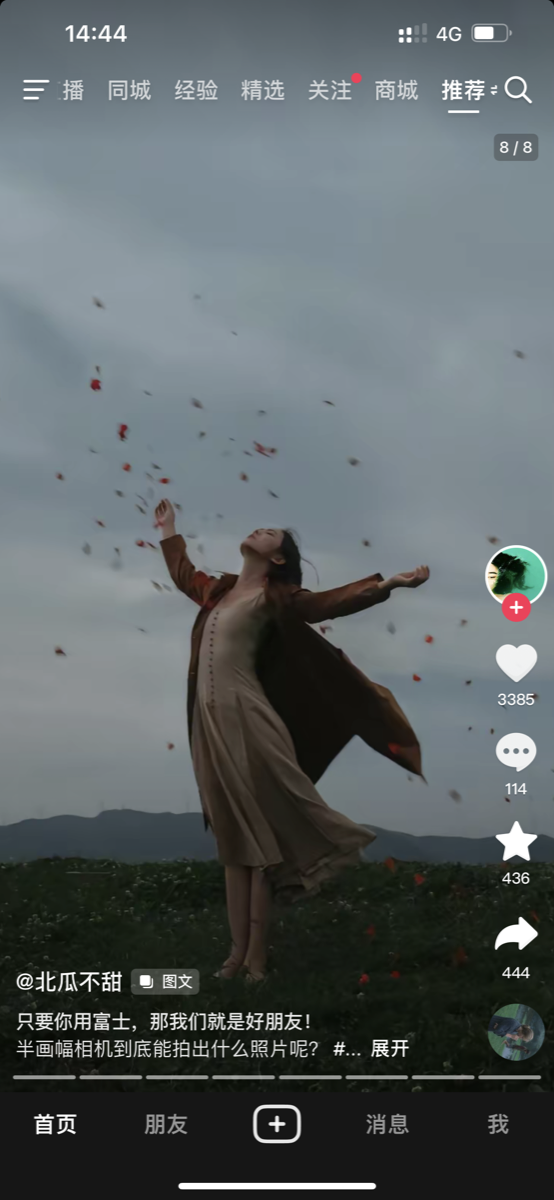 14:44
4G
播 同城 经验 精选 关注 商城 推荐
8 / 8
3385
114
436
444
@北瓜不甜 图文
只要你用富士，那我们就是好朋友！
半画幅相机到底能拍出什么照片呢？ #... 展开
首页 朋友 消息 我